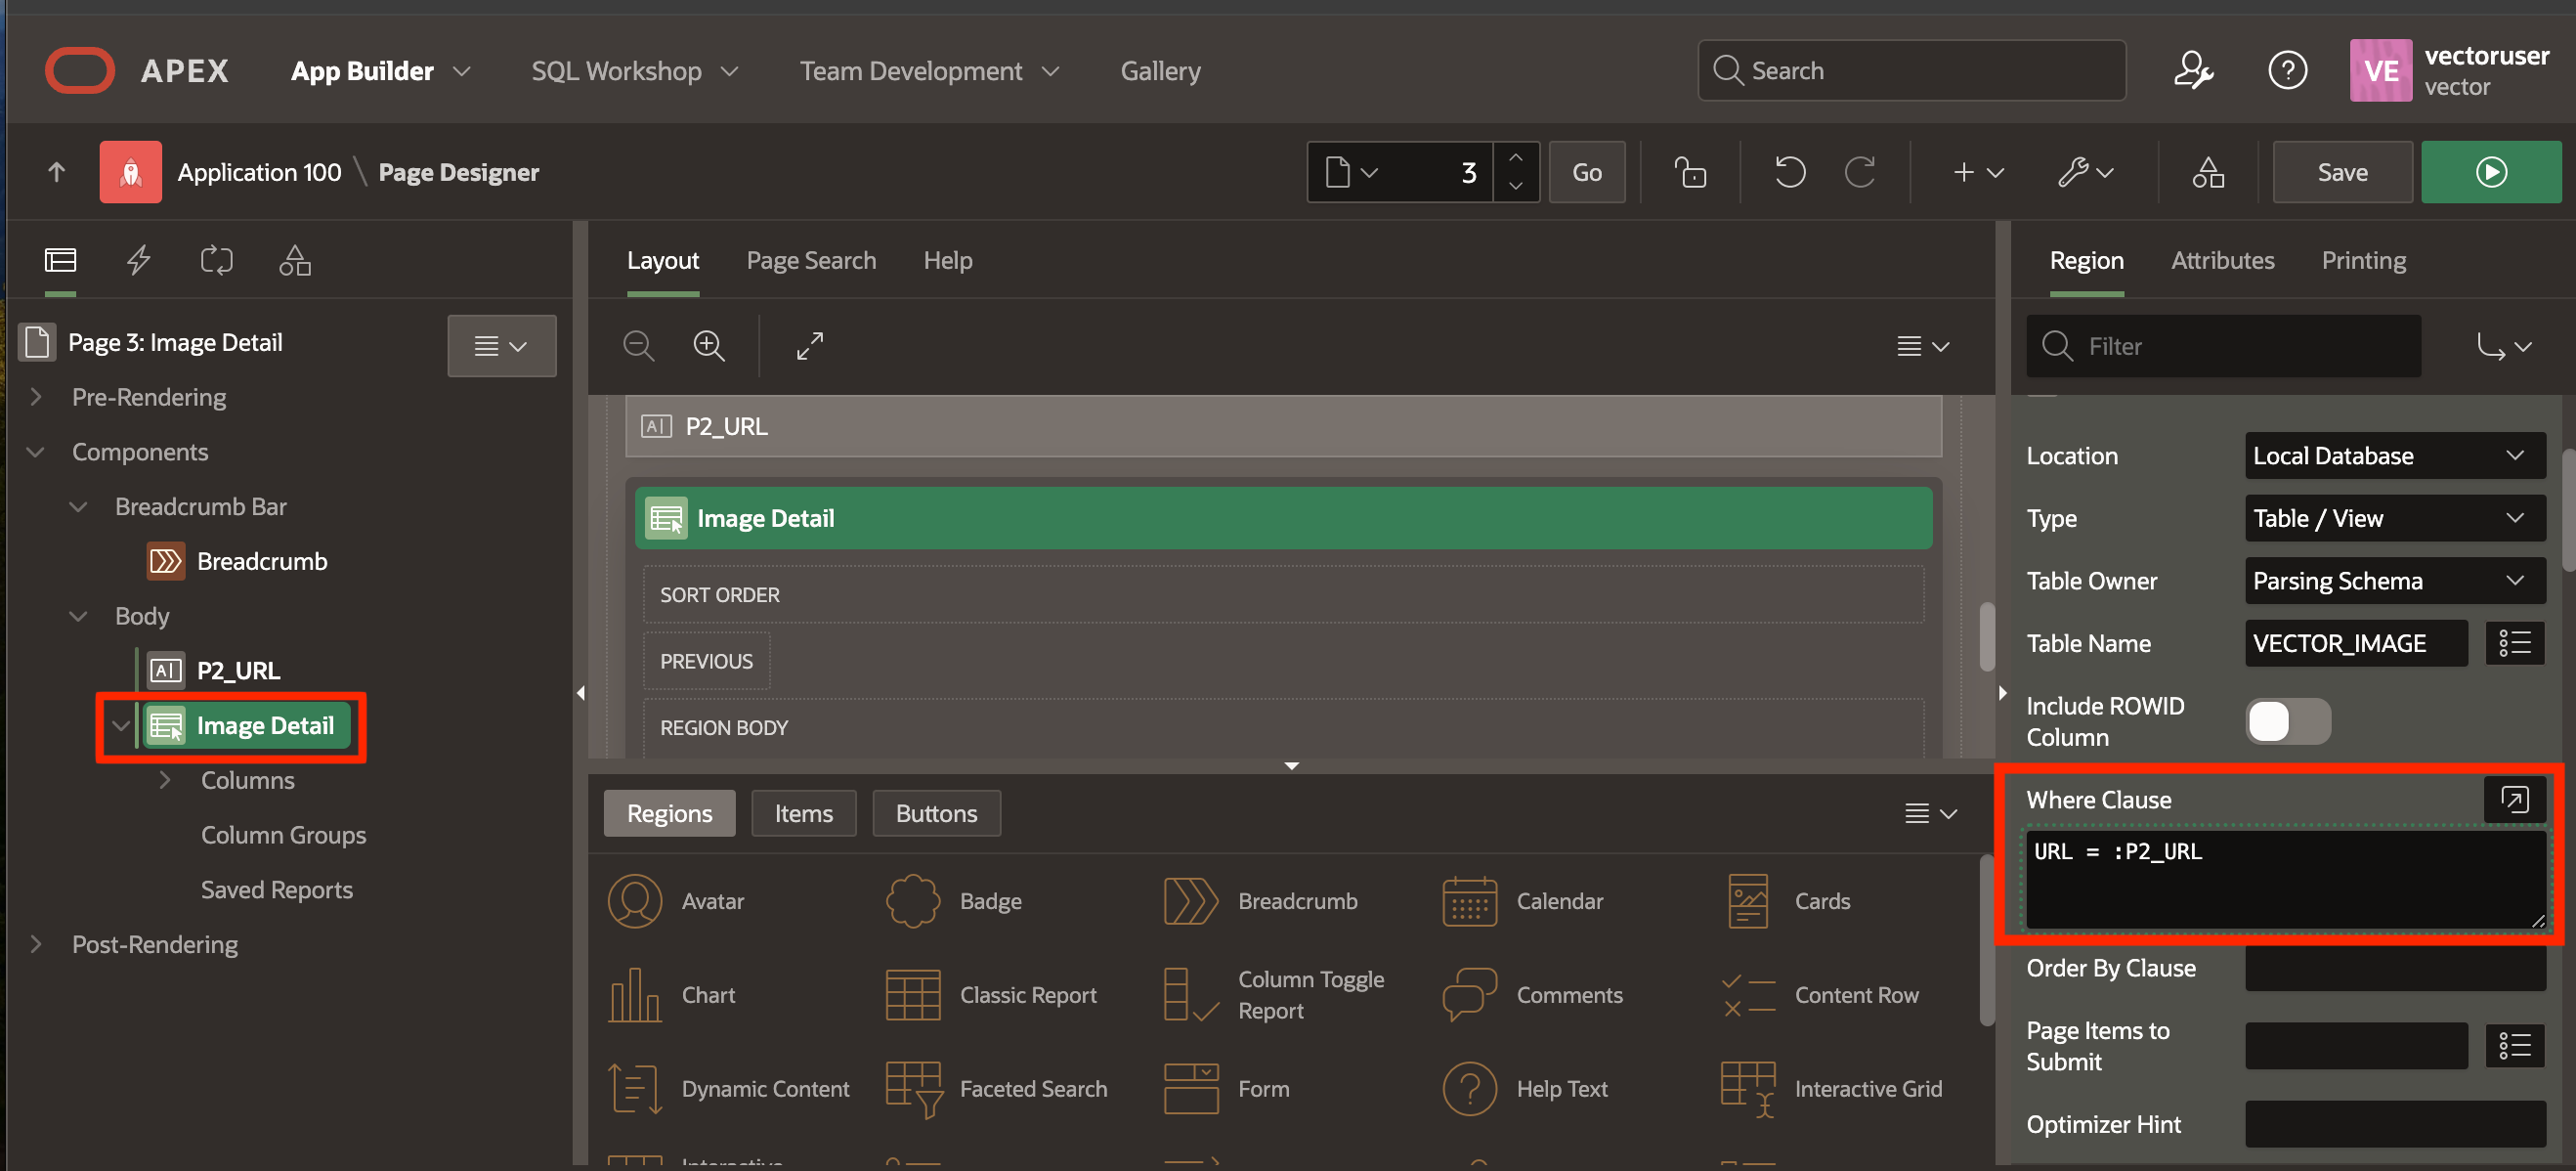 APEX
App Builder
SQL Workshop
Team Development
Gallery
Search
VE
vectoruser
vector
Application 100 \ Page Designer
3
Go
Save
Page 3: Image Detail
Pre-Rendering
Components
Breadcrumb Bar
Breadcrumb
Body
P2_URL
Image Detail
Columns
Column Groups
Saved Reports
Post-Rendering
Layout
Page Search
Help
P2_URL
Image Detail
SORT ORDER
PREVIOUS
REGION BODY
Regions
Items
Buttons
Avatar
Badge
Breadcrumb
Calendar
Cards
Chart
Classic Report
Column Toggle
Report
Comments
Content Row
Dynamic Content
Faceted Search
Form
Help Text
Interactive Grid
Region
Attributes
Printing
Filter
Location
Local Database
Type
Table / View
Table Owner
Parsing Schema
Table Name
VECTOR_IMAGE
Include ROWID
Column
Where Clause
URL = :P2_URL
Order By Clause
Page Items to
Submit
Optimizer Hint